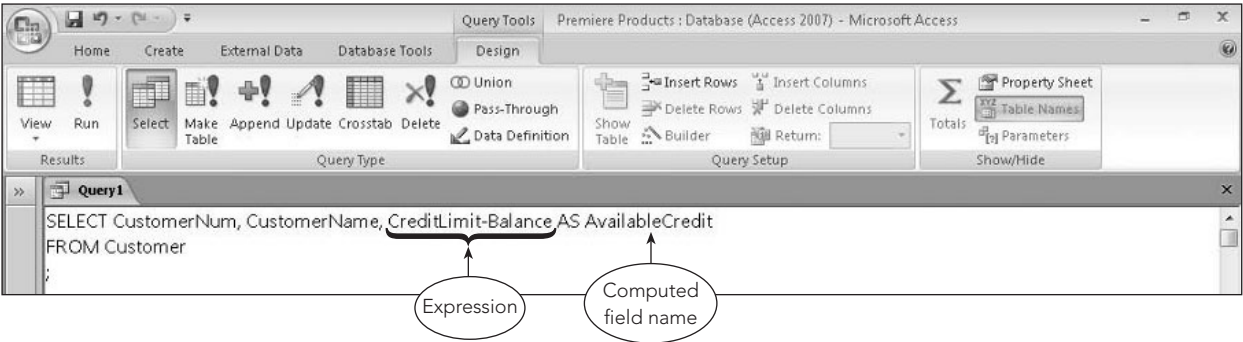 Query Tools Premiere Products : Database (Access 2007) - Microsoft Access
Home Create External Data Database Tools Design
View Run Select Make Table Append Update Crosstab Delete
Union
Pass-Through
Data Definition
Show Table
Insert Rows
Delete Rows
Builder
Insert Columns
Delete Columns
Return:
Totals
Property Sheet
XYZ Table Names
Parameters
Results Query Type Query Setup Show/Hide
» Query1
SELECT CustomerNum, CustomerName, CreditLimit-Balance AS AvailableCredit
FROM Customer
;
Expression
Computed
field name